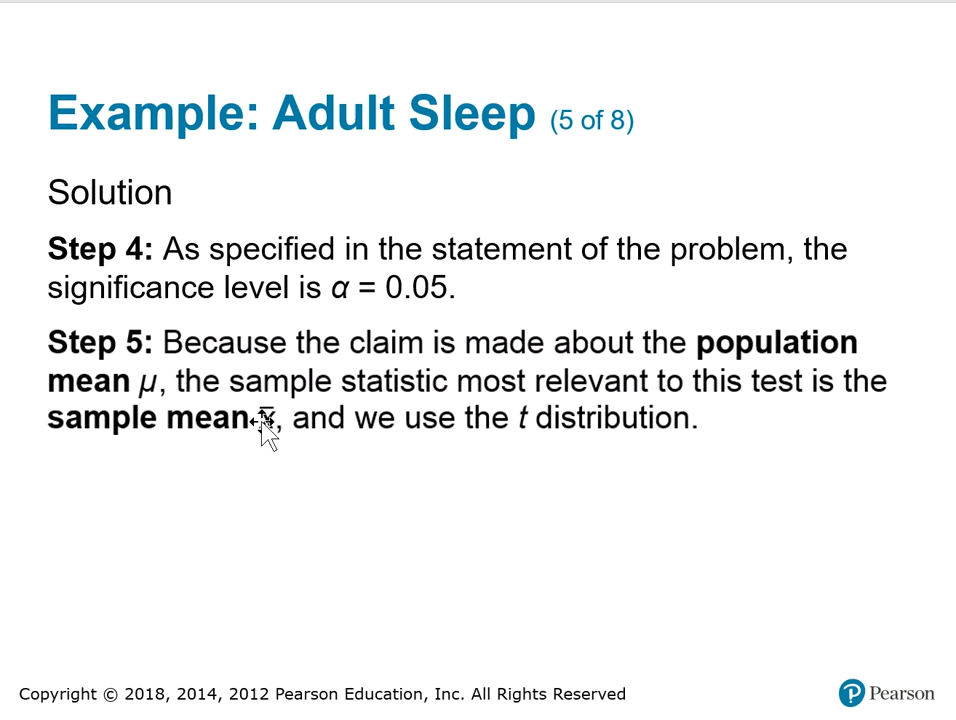 Example: Adult Sleep (5 of 8)
Solution
Step 4: As specified in the statement of the problem, the
significance level is α = 0.05.
Step 5: Because the claim is made about the population
mean μ, the sample statistic most relevant to this test is the
sample mean x̅, and we use the t distribution.
Copyright © 2018, 2014, 2012 Pearson Education, Inc. All Rights Reserved
Pearson